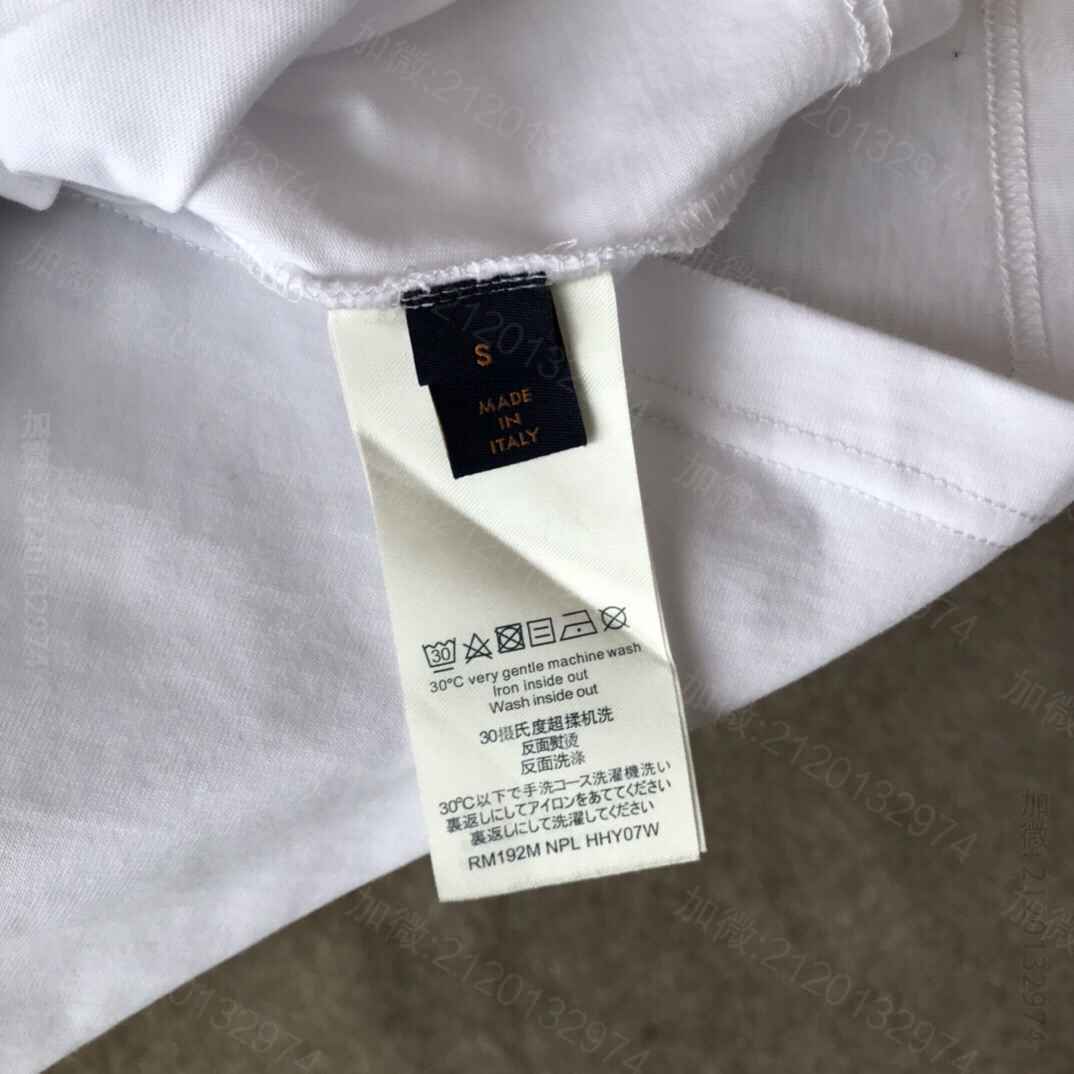 S
MADE
IN
ITALY
30
30°C very gentle machine wash
Iron inside out
Wash inside out
30摄氏度超揉机洗
反面熨烫
反面洗涤
30℃以下で手洗コース洗濯機洗い
裏返しにしてアイロンをあててください
裏返しにして洗濯してください
RM192M NPL HHY07W
加微:2120132974